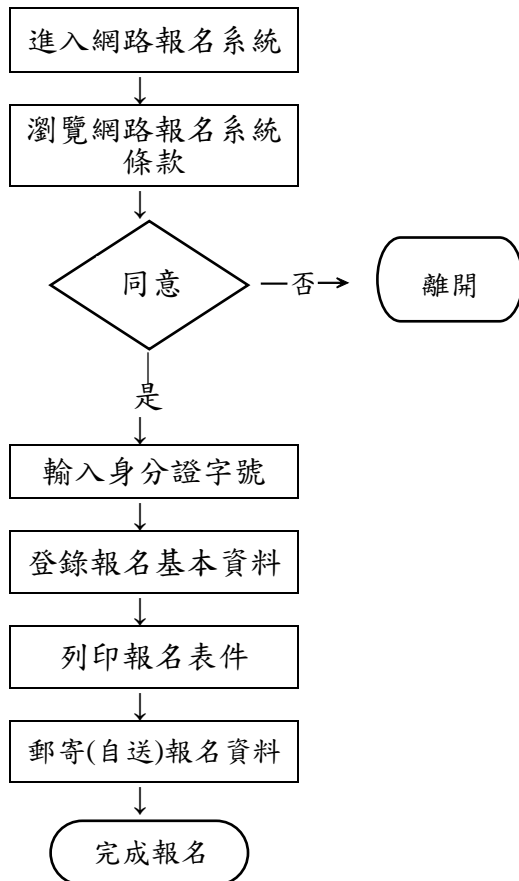 進入網路報名系統
瀏覽網路報名系統
條款
同意
否
離開
是
輸入身分證字號
登錄報名基本資料
列印報名表件
郵寄(自送)報名資料
完成報名